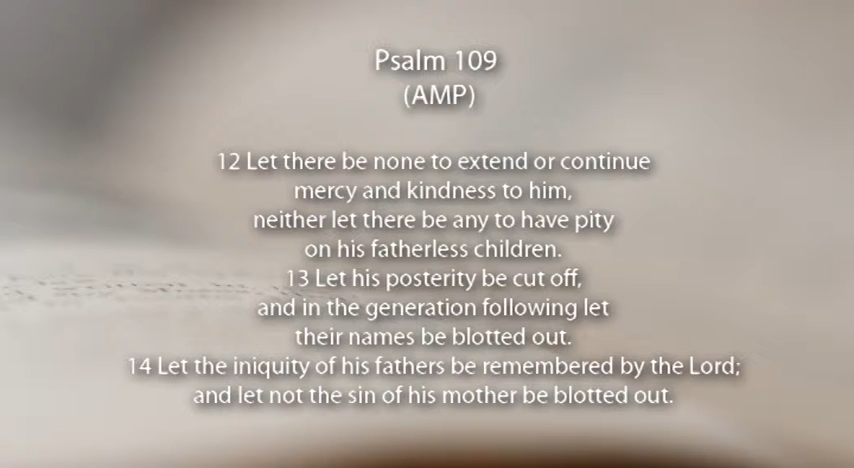 Psalm 109
(AMP)
12 Let there be none to extend or continue
mercy and kindness to him,
neither let there be any to have pity
on his fatherless children.
13 Let his posterity be cut off,
and in the generation following let
their names be blotted out.
14 Let the iniquity of his fathers be remembered by the Lord;
and let not the sin of his mother be blotted out.